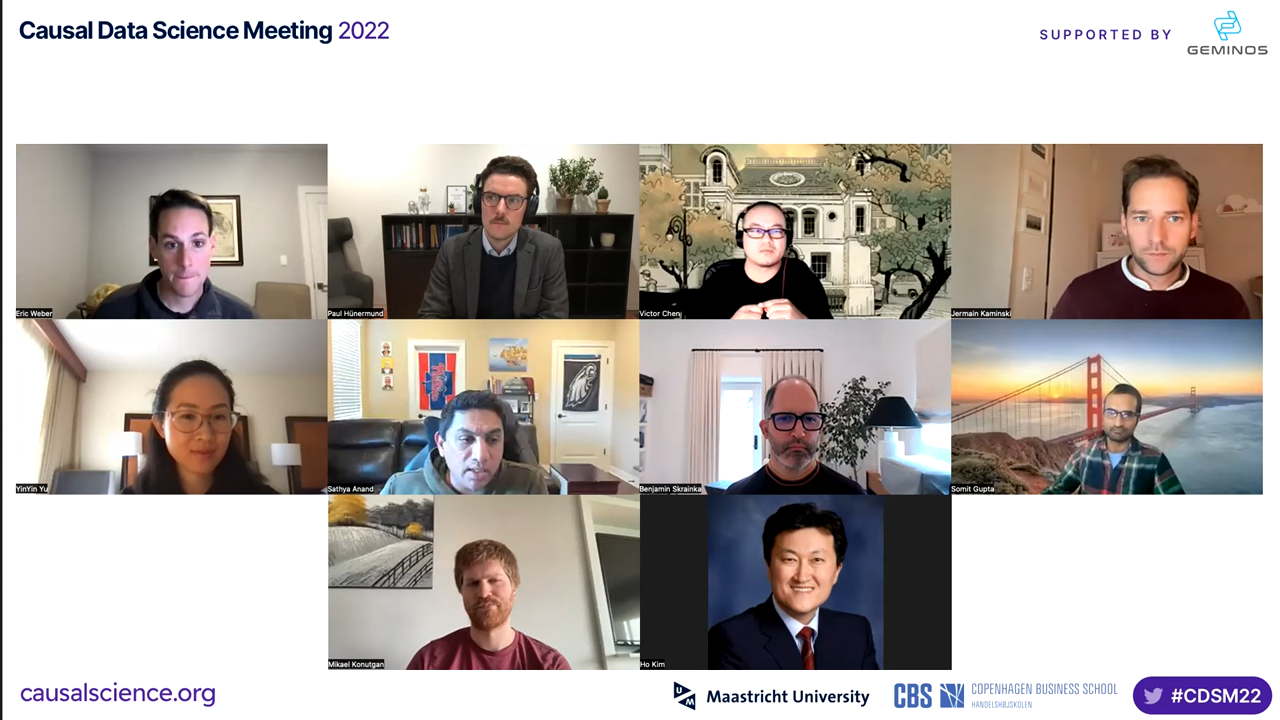 Causal Data Science Meeting 2022
SUPPORTED BY
GEMINOS
Eric Weber
Paul Hünermund
Victor Chen
Jermain Kaminski
YinYin Yu
Sathya Anand
Benjamin Skrainka
Somit Gupta
Mikael Konutgan
Ho Kim
causalscience.org
U
M
Maastricht University
CBS
COPENHAGEN BUSINESS SCHOOL
HANDELSHØJSKOLEN
#CDSM22